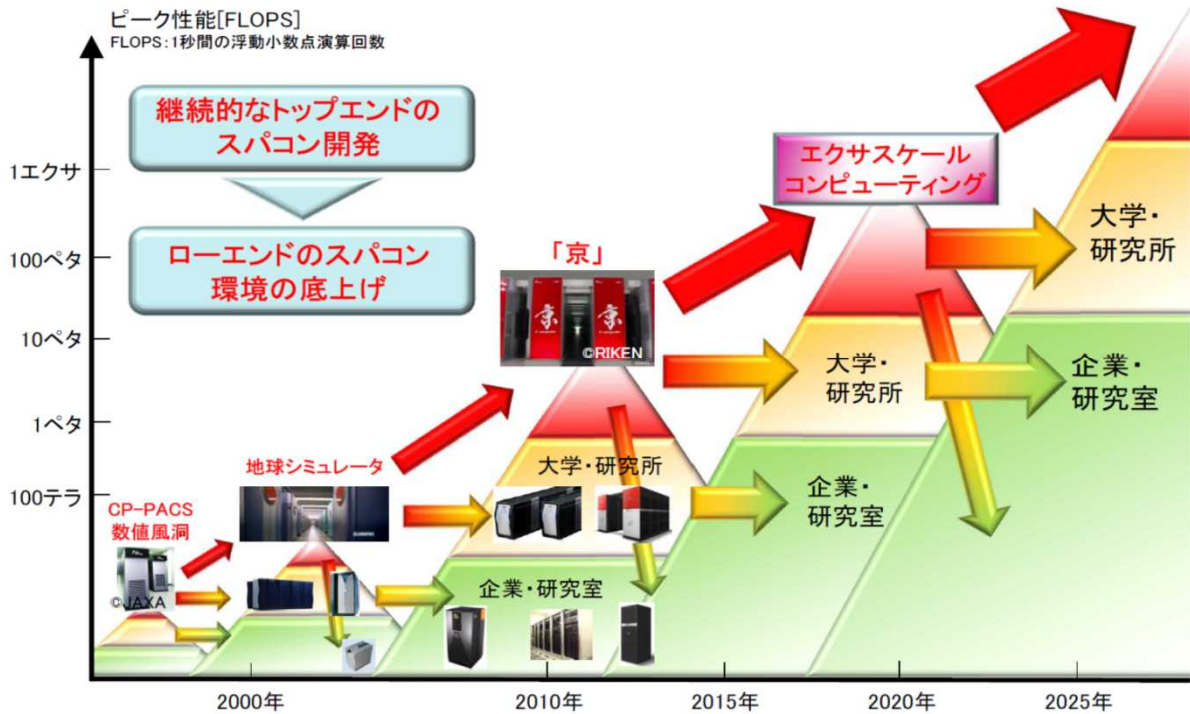 ピーク性能[FLOPS]
FLOPS:1秒間の浮動小数点演算回数
継続的なトップエンドの
スパコン開発
ローエンドのスパコン
環境の底上げ
1エクサ
100ペタ
10ペタ
1ペタ
100テラ
CP-PACS
数値風洞
©JAXA
地球シミュレータ
「京」
京
京
©RIKEN
エクサスケール
コンピューティング
大学・研究所
企業・研究室
大学・
研究所
企業・
研究室
大学・
研究所
企業・
研究室
2000年
2010年
2015年
2020年
2025年